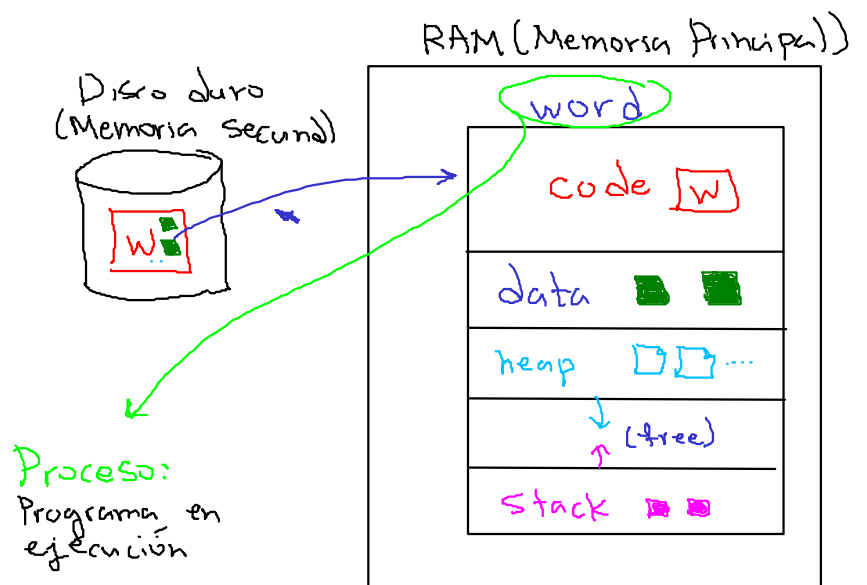 RAM (Memoria Principal)
Disco duro
(Memoria secund)
word
code W
W
data
heap ....
(free)
stack
Proceso:
Programa en
ejecución